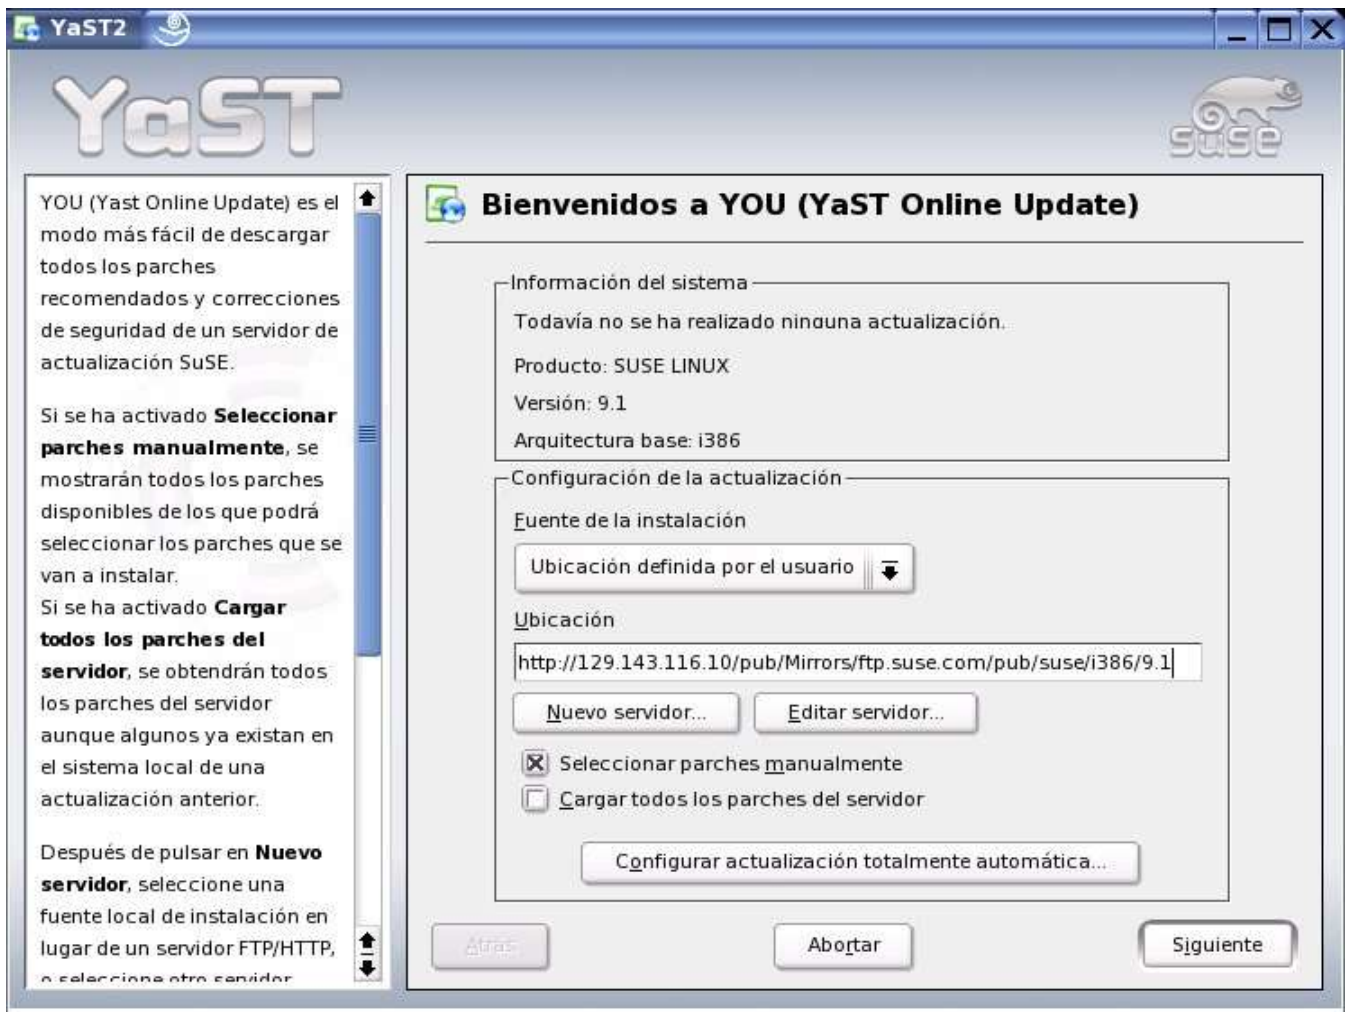 YaST2
YaST
suse
YOU (Yast Online Update) es el
modo más fácil de descargar
todos los parches
recomendados y correcciones
de seguridad de un servidor de
actualización SuSE.
Si se ha activado Seleccionar
parches manualmente, se
mostrarán todos los parches
disponibles de los que podrá
seleccionar los parches que se
van a instalar.
Si se ha activado Cargar
todos los parches del
servidor, se obtendrán todos
los parches del servidor
aunque algunos ya existan en
el sistema local de una
actualización anterior.
Después de pulsar en Nuevo
servidor, seleccione una
fuente local de instalación en
lugar de un servidor FTP/HTTP,
o seleccione otro servidor
Bienvenidos a YOU (YaST Online Update)
Información del sistema
Todavía no se ha realizado ninguna actualización.
Producto: SUSE LINUX
Versión: 9.1
Arquitectura base: i386
Configuración de la actualización
Fuente de la instalación
Ubicación definida por el usuario
Ubicación
http://129.143.116.10/pub/Mirrors/ftp.suse.com/pub/suse/i386/9.1
Nuevo servidor... Editar servidor...
Seleccionar parches manualmente
Cargar todos los parches del servidor
Configurar actualización totalmente automática...
Atrás Abortar Siguiente